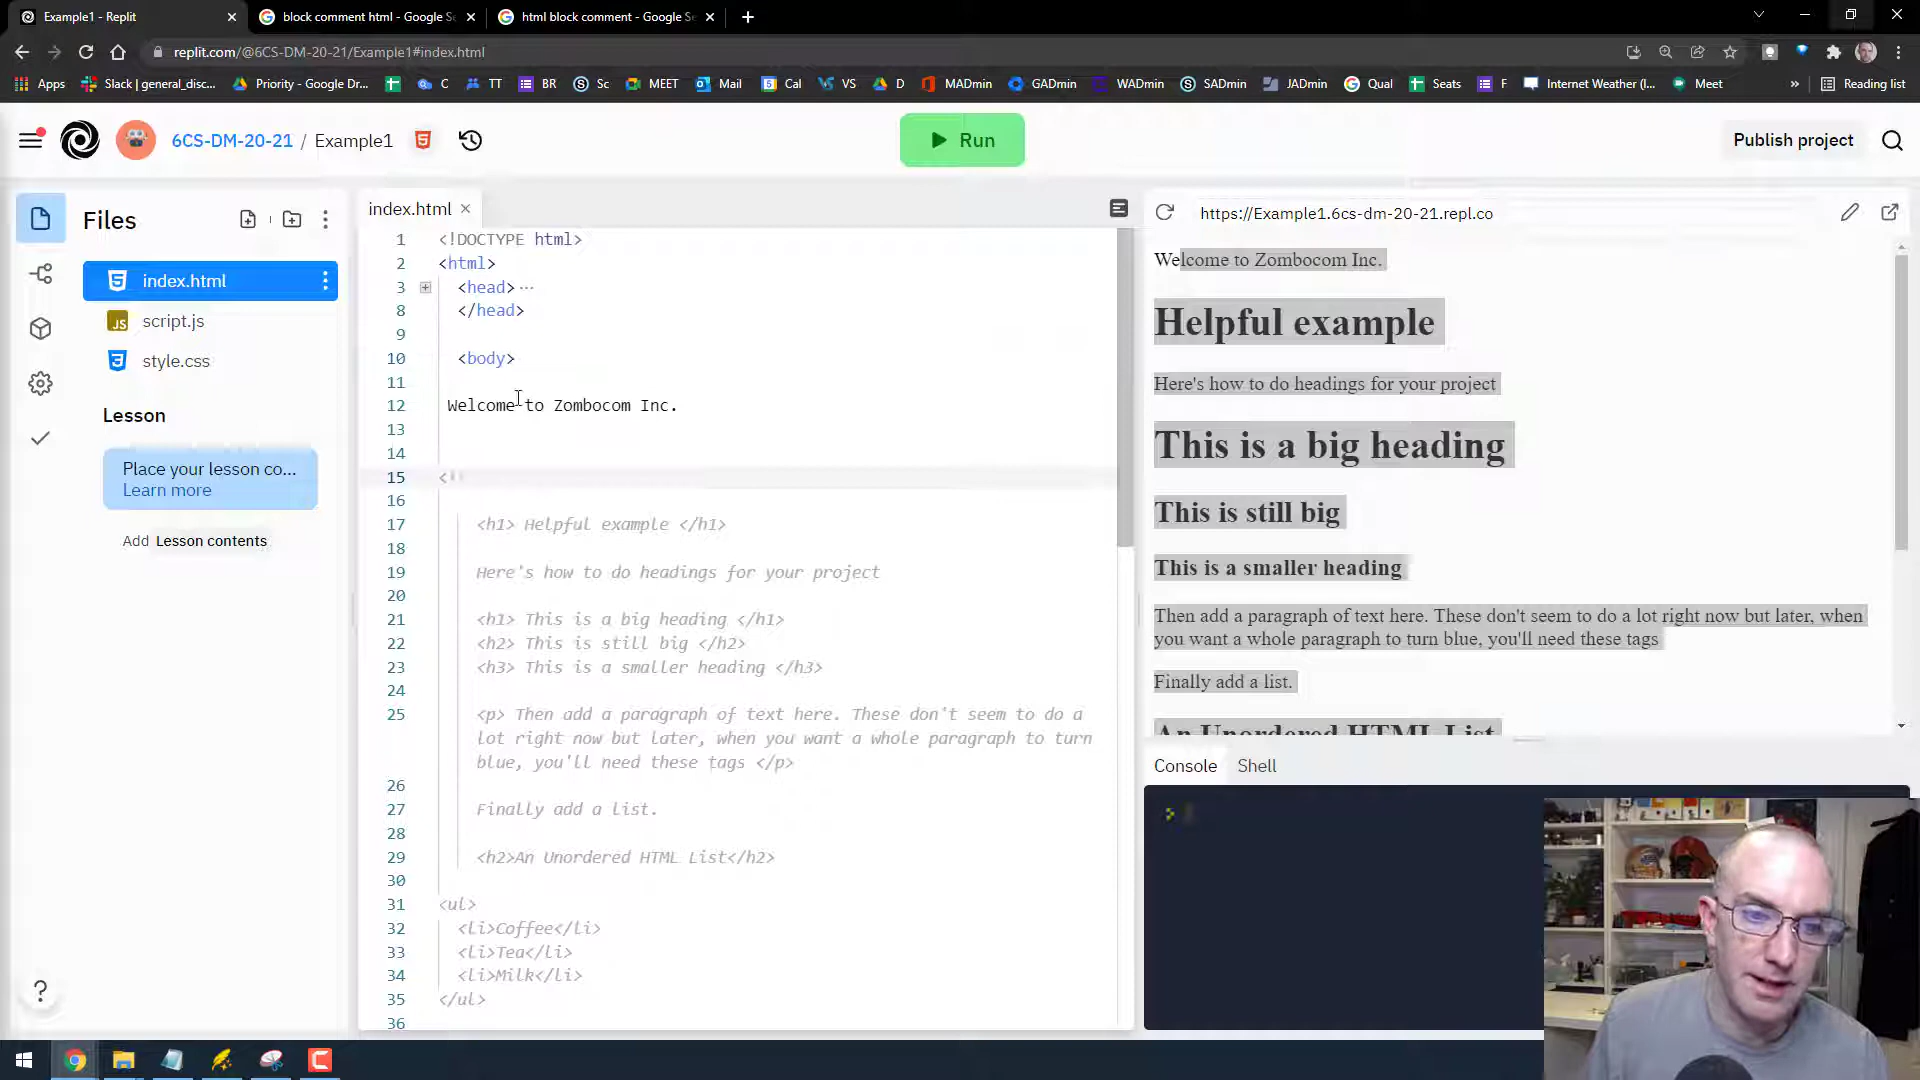 Example1 - Replit
block comment html - Google Se
html block comment - Google Se
replit.com/@6CS-DM-20-21/Example1#index.html
Apps Slack | general_disc... Priority - Google Dr... C TT BR Sc MEET Mail Cal VS D MAdmin GAdmin WAdmin SAdmin JAdmin Qual Seats F Internet Weather (I... Meet » Reading list
6CS-DM-20-21 / Example1
Run
Publish project
Files
index.html
script.js
style.css
Lesson
Place your lesson co...
Learn more
Add Lesson contents
index.html
1 <!DOCTYPE html>
2 <html>
3 <head> ...
8 </head>
9
10 <body>
11
12 Welcome to Zombocom Inc.
13
14
15 <
16
17 <h1> Helpful example </h1>
18
19 Here's how to do headings for your project
20
21 <h1> This is a big heading </h1>
22 <h2> This is still big </h2>
23 <h3> This is a smaller heading </h3>
24
25 <p> Then add a paragraph of text here. These don't seem to do a
lot right now but later, when you want a whole paragraph to turn
blue, you'll need these tags </p>
26
27 Finally add a list.
28
29 <h2>An Unordered HTML List</h2>
30
31 <ul>
32 <li>Coffee</li>
33 <li>Tea</li>
34 <li>Milk</li>
35 </ul>
36
https://Example1.6cs-dm-20-21.repl.co
Welcome to Zombocom Inc.
Helpful example
Here's how to do headings for your project
This is a big heading
This is still big
This is a smaller heading
Then add a paragraph of text here. These don't seem to do a lot right now but later, when
you want a whole paragraph to turn blue, you'll need these tags
Finally add a list.
An Unordered HTML List
Console Shell